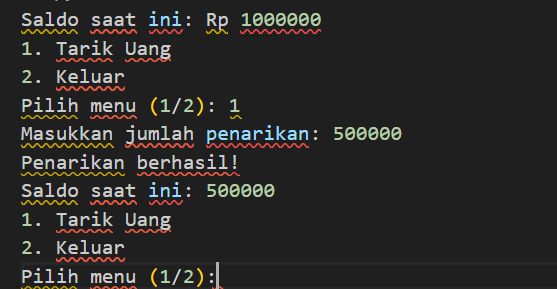 Saldo saat ini: Rp 1000000
1. Tarik Uang
2. Keluar
Pilih menu (1/2): 1
Masukkan jumlah penarikan: 500000
Penarikan berhasil!
Saldo saat ini: 500000
1. Tarik Uang
2. Keluar
Pilih menu (1/2):